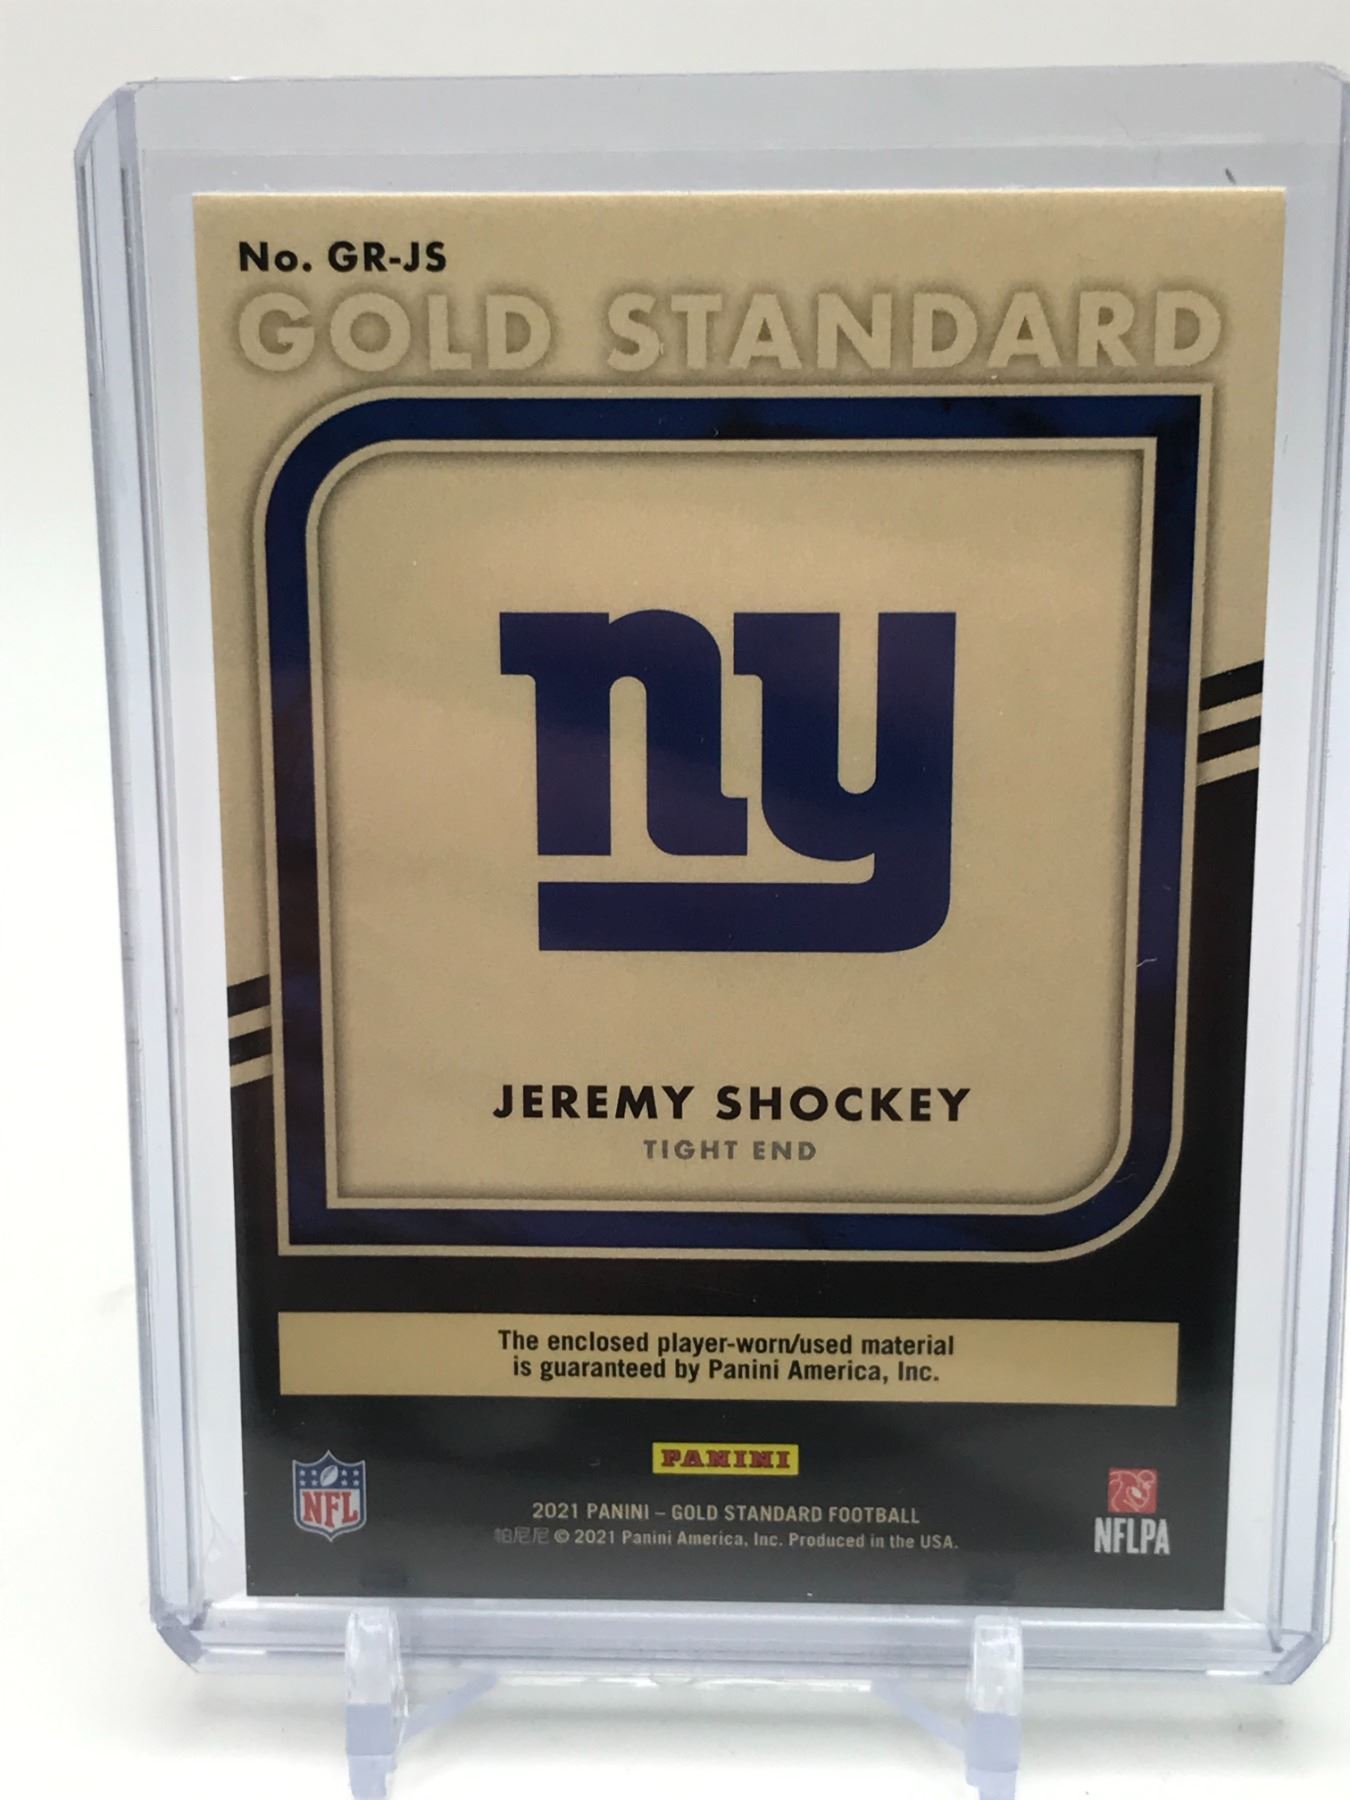 No. GR-JS
GOLD STANDARD
ny
JEREMY SHOCKEY
TIGHT END
The enclosed player-worn/used material
is guaranteed by Panini America, Inc.
PANINI
NFL
NFLPA
2021 PANINI – GOLD STANDARD FOOTBALL
帕尼尼 © 2021 Panini America, Inc. Produced in the USA.